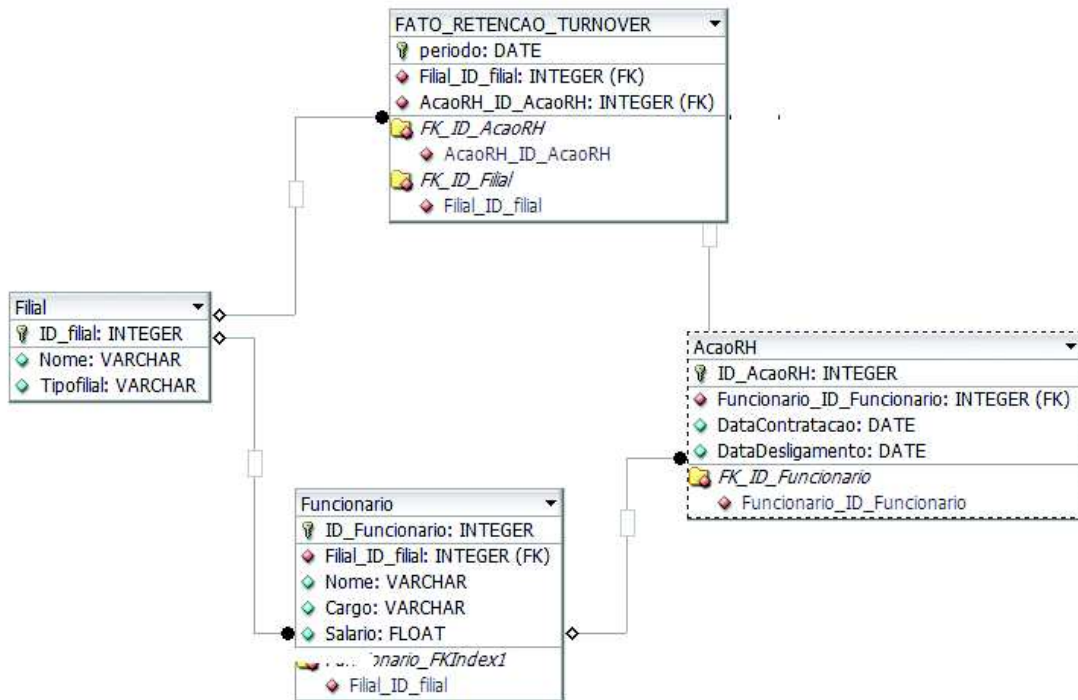 FATO_RETENCAO_TURNOVER
periodo: DATE
Filial_ID_filial: INTEGER (FK)
AcaoRH_ID_AcaoRH: INTEGER (FK)
FK_ID_AcaoRH
AcaoRH_ID_AcaoRH
FK_ID_Filial
Filial_ID_filial
Filial
ID_filial: INTEGER
Nome: VARCHAR
Tipofilial: VARCHAR
AcaoRH
ID_AcaoRH: INTEGER
Funcionario_ID_Funcionario: INTEGER (FK)
DataContratacao: DATE
DataDesligamento: DATE
FK_ID_Funcionario
Funcionario_ID_Funcionario
Funcionario
ID_Funcionario: INTEGER
Filial_ID_filial: INTEGER (FK)
Nome: VARCHAR
Cargo: VARCHAR
Salario: FLOAT
Filial_ID_filial